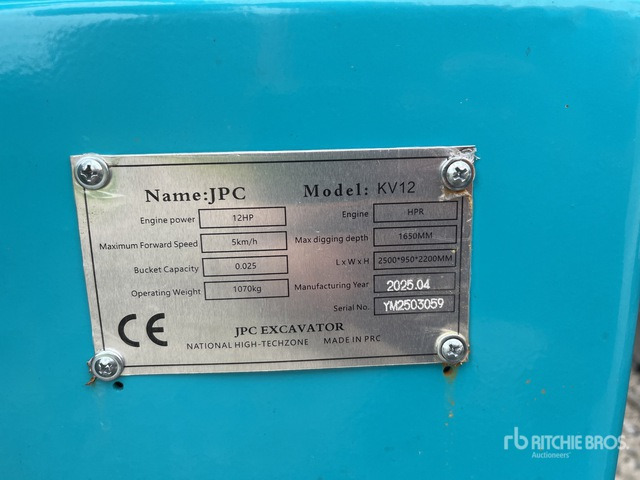 Name:JPC Model: KV12
Engine power 12HP Engine HPR
Maximum Forward Speed 5km/h Max digging depth 1650MM
Bucket Capacity 0.025 L x W x H 2500*950*2200MM
Operating Weight 1070kg Manufacturing Year 2025.04
Serial No. YM2503059
CE JPC EXCAVATOR
NATIONAL HIGH-TECHZONE MADE IN PRC
rb RITCHIE BROS.
Auctioneers